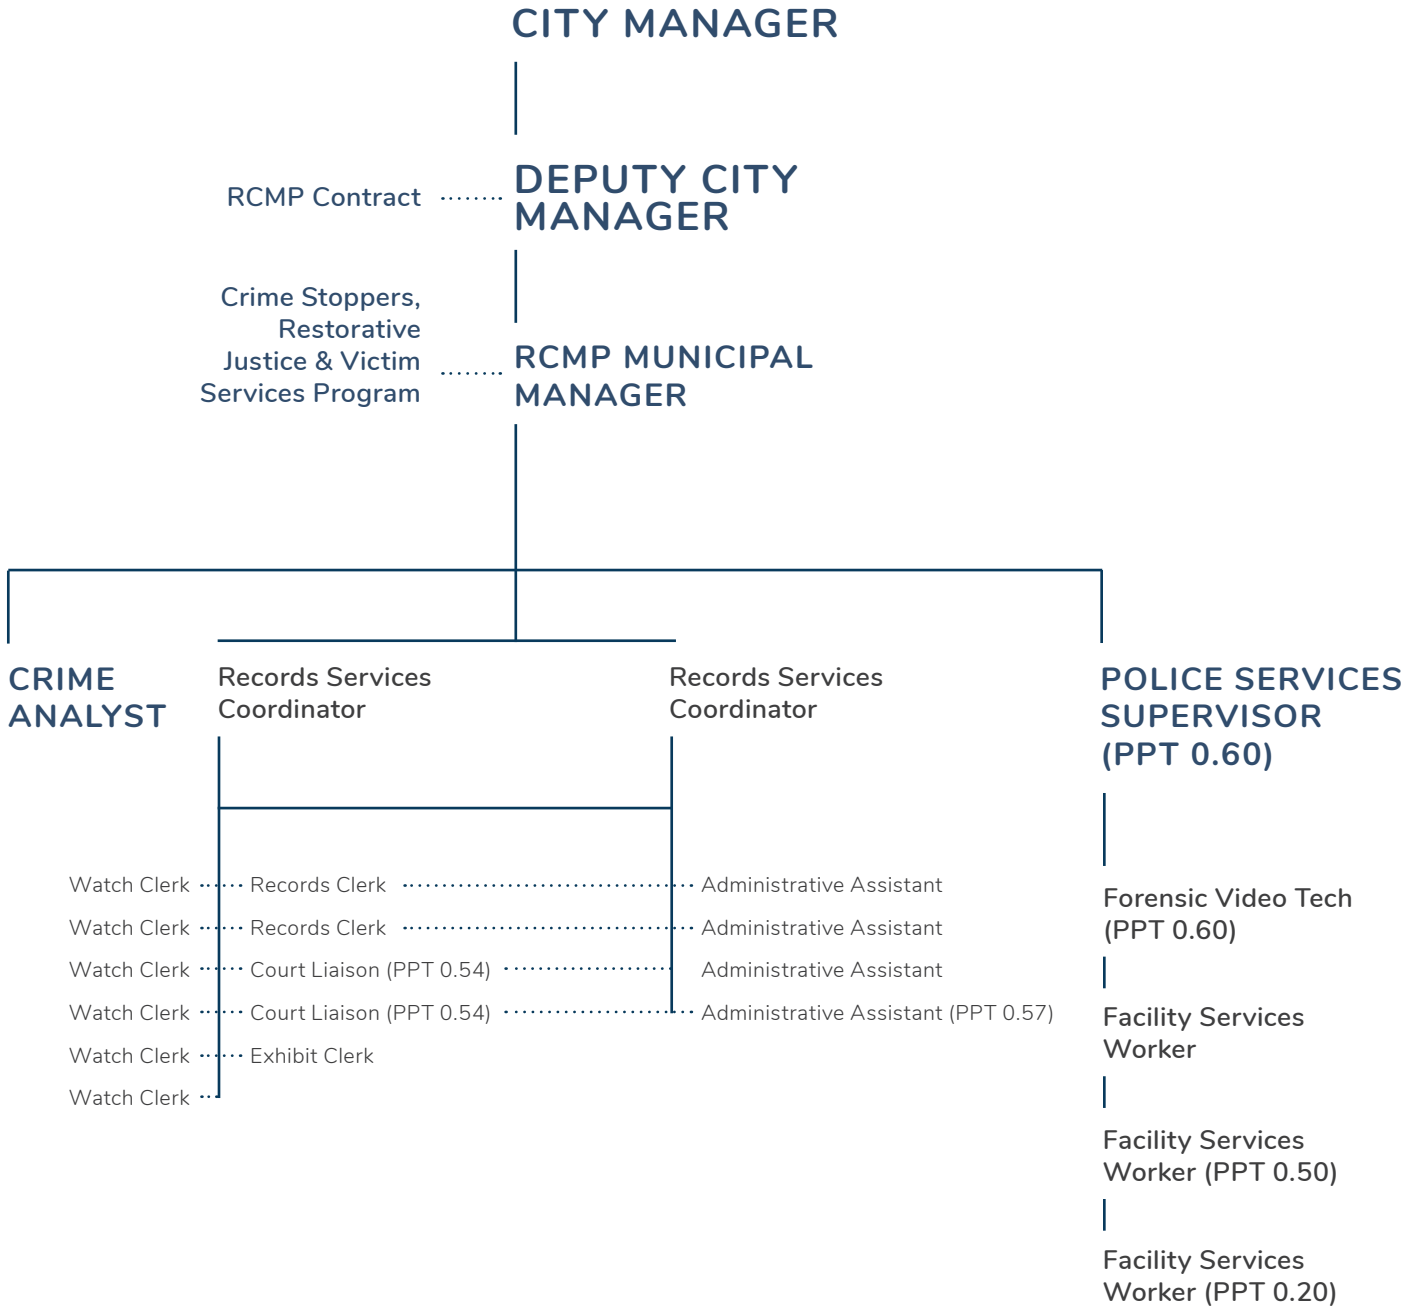 CITY MANAGER
RCMP Contract
DEPUTY CITY
MANAGER
Crime Stoppers,
Restorative
Justice & Victim
Services Program
RCMP MUNICIPAL
MANAGER
CRIME
ANALYST
Records Services
Coordinator
Records Services
Coordinator
POLICE SERVICES
SUPERVISOR
(PPT 0.60)
Watch Clerk
Records Clerk
Administrative Assistant
Watch Clerk
Records Clerk
Administrative Assistant
Watch Clerk
Court Liaison (PPT 0.54)
Administrative Assistant
Watch Clerk
Court Liaison (PPT 0.54)
Administrative Assistant (PPT 0.57)
Watch Clerk
Exhibit Clerk
Watch Clerk
Forensic Video Tech
(PPT 0.60)
Facility Services
Worker
Facility Services
Worker (PPT 0.50)
Facility Services
Worker (PPT 0.20)